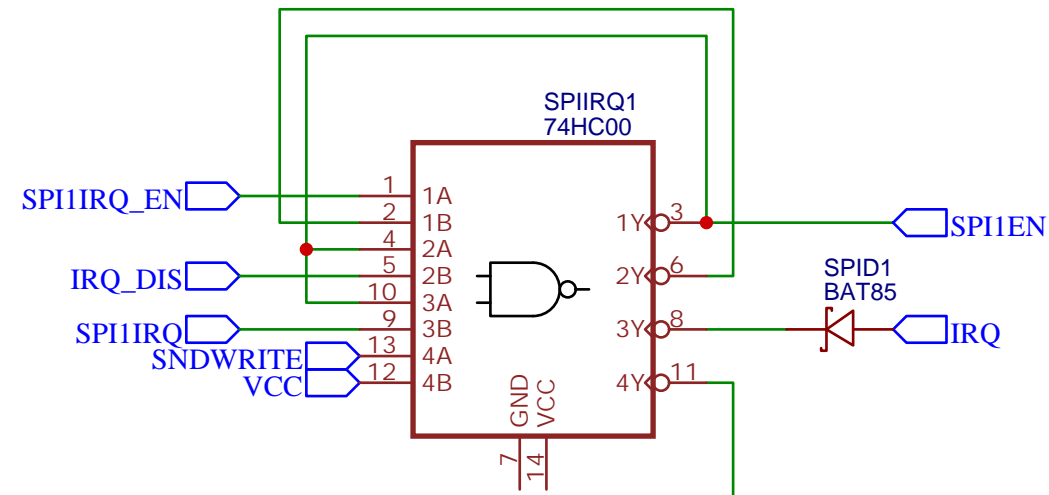 SPIIRQ1
74HC00
SPI1IRQ_EN
1
1A
2
1B
4
2A
IRQ_DIS
5
2B
10
3A
SPI1IRQ
9
3B
SNDWRITE
13
4A
VCC
12
4B
1Y
3
SPI1EN
2Y
6
SPID1
BAT85
3Y
8
IRQ
4Y
11
GND
VCC
7
14